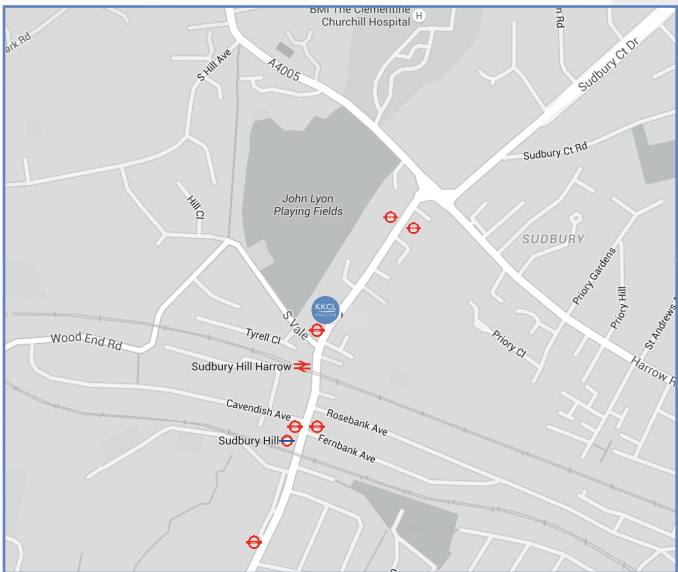 BMI The Clementine
Churchill Hospital
H
ark Rd
n Rd
S Hill Ave
A4005
Sudbury Ct Dr
Sudbury Ct Rd
John Lyon
Playing Fields
Hill Cl
SUDBURY
Priory Gardens
Priory Hill
St Andrews A
KKCL
S Vale
Tyrell Cl
Wood End Rd
Priory Cl
Harrow R
Sudbury Hill Harrow
Cavendish Ave
Rosebank Ave
Sudbury Hill
Fernbank Ave